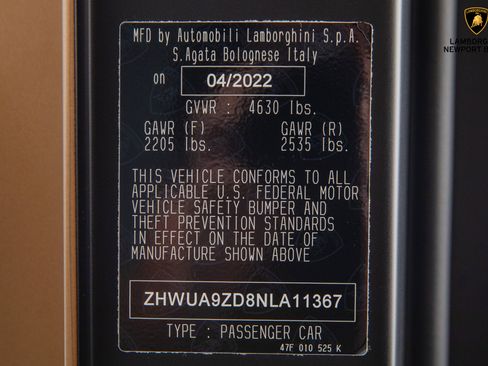 MFD by Automobili Lamborghini S.p.A.
S.Agata Bolognese Italy
on 04/2022
GVWR : 4630 lbs.
GAWR (F) GAWR (R)
2205 lbs. 2535 lbs.
THIS VEHICLE CONFORMS TO ALL
APPLICABLE U.S. FEDERAL MOTOR
VEHICLE SAFETY BUMPER AND
THEFT PREVENTION STANDARDS
IN EFFECT ON THE DATE OF
MANUFACTURE SHOWN ABOVE
ZHWUA9ZD8NLA11367
TYPE : PASSENGER CAR
47F 010 525 K
NEWPORT